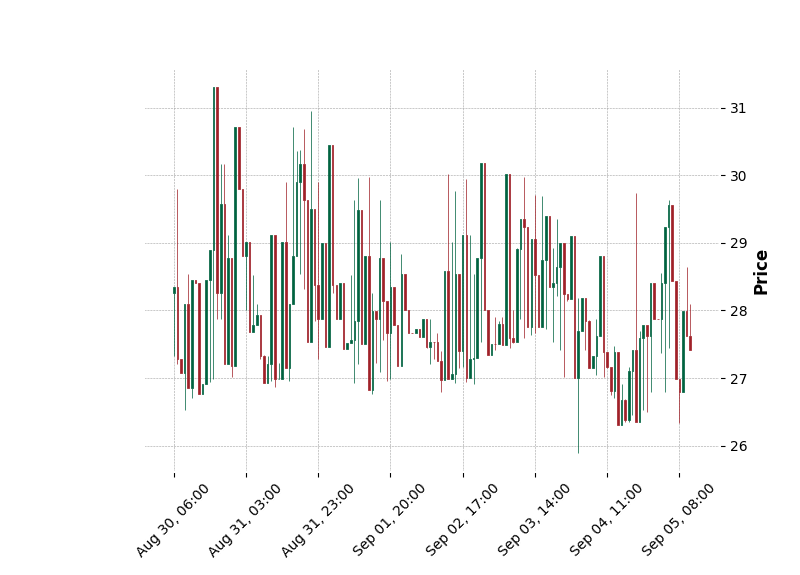 31
30
29
28
27
26
Price
Aug 30, 06:00
Aug 31, 03:00
Aug 31, 23:00
Sep 01, 20:00
Sep 02, 17:00
Sep 03, 14:00
Sep 04, 11:00
Sep 05, 08:00